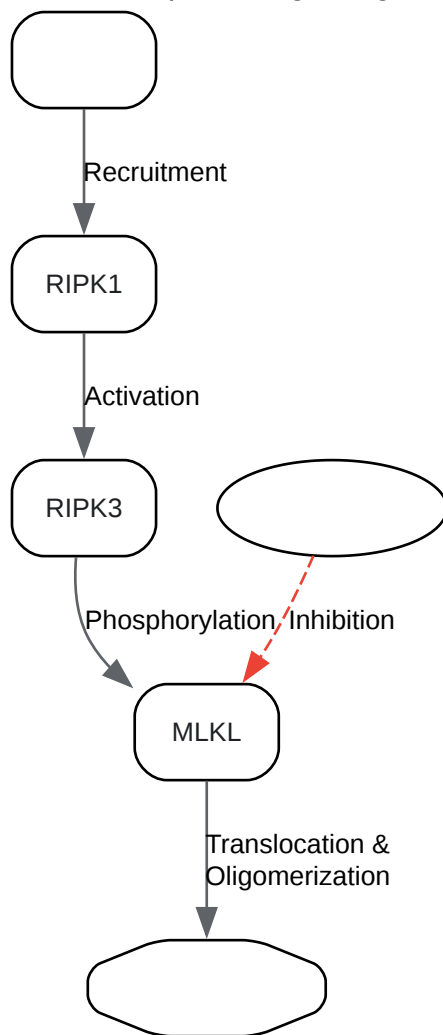 Recruitment
RIPK1
Activation
RIPK3
Phosphorylation
Inhibition
MLKL
Translocation &
Oligomerization